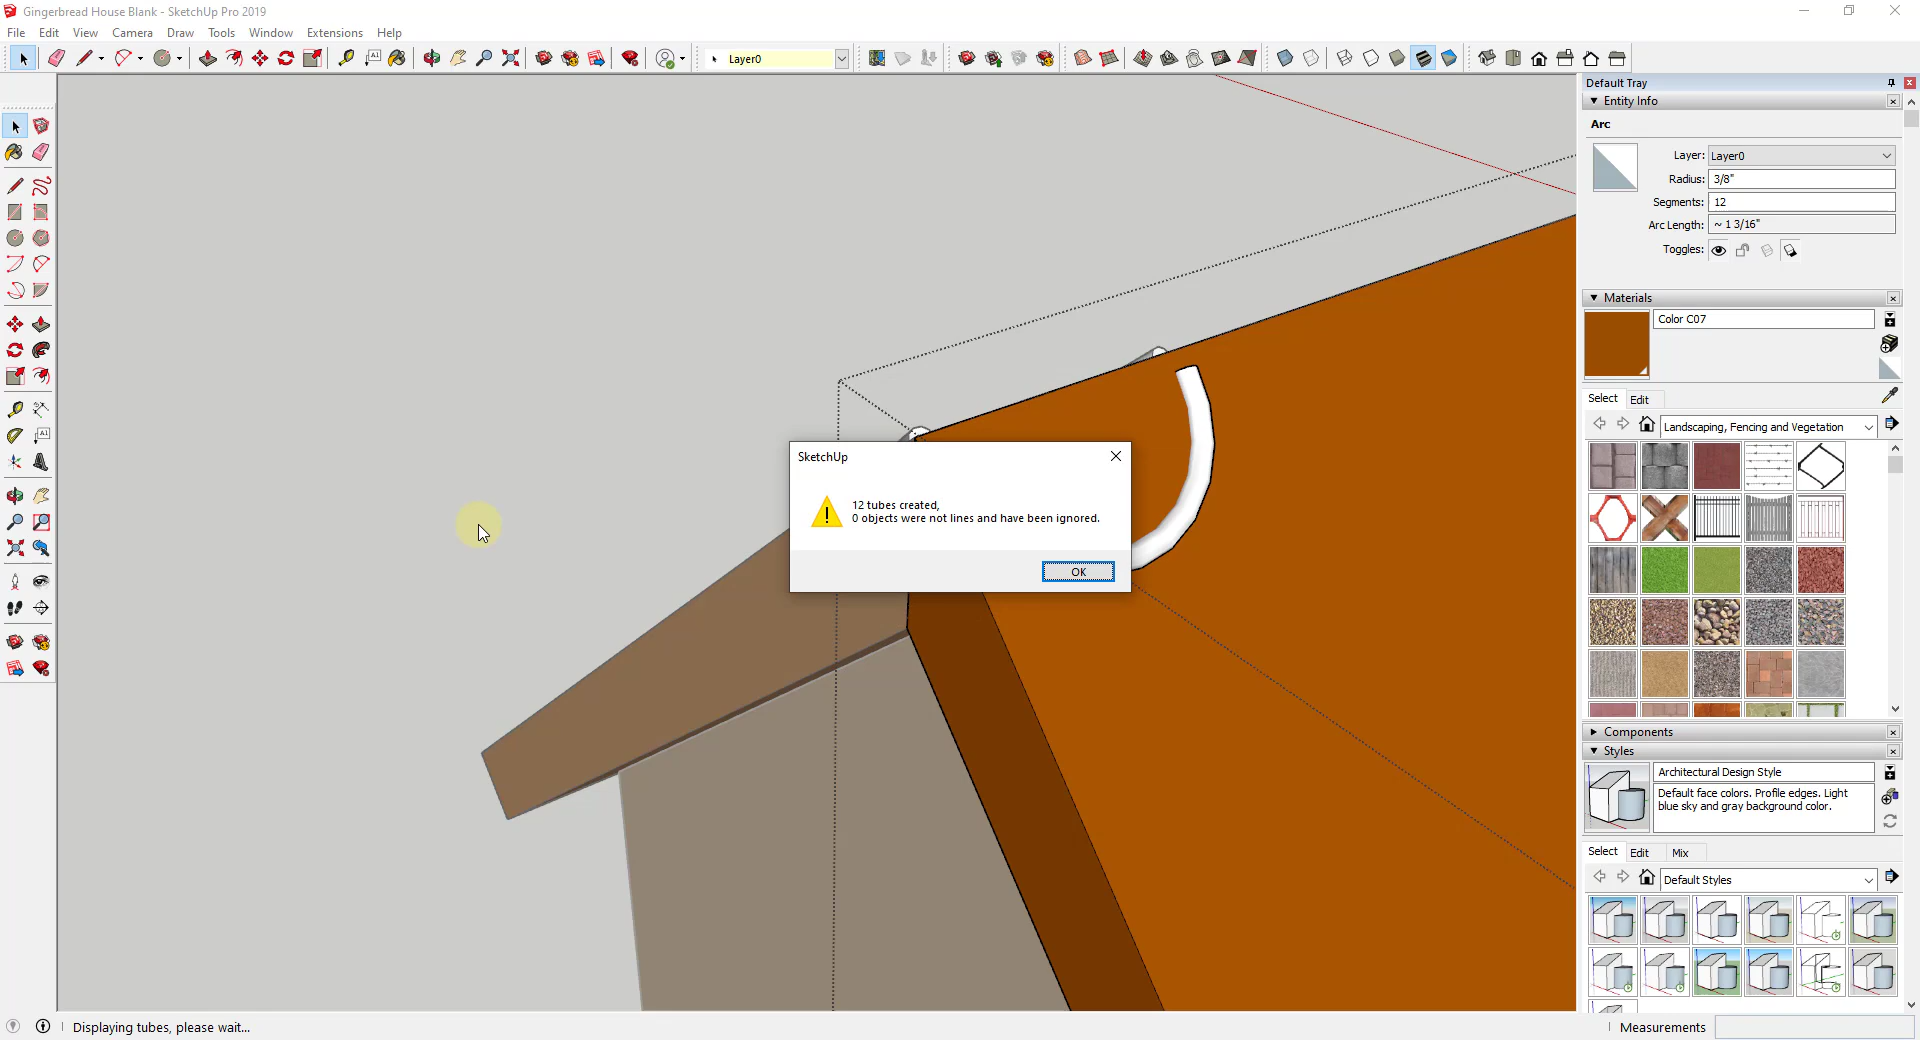 Gingerbread House Blank - SketchUp Pro 2019
File Edit View Camera Draw Tools Window Extensions Help
Layer0
Default Tray
Entity Info
Arc
Layer: Layer0
Radius: 3/8"
Segments: 12
Arc Length: ~ 1 3/16"
Toggles:
Materials
Color C07
Select Edit
Landscaping, Fencing and Vegetation
SketchUp
12 tubes created,
0 objects were not lines and have been ignored.
OK
Components
Styles
Architectural Design Style
Default face colors. Profile edges. Light
blue sky and gray background color.
Select Edit Mix
Default Styles
Displaying tubes, please wait...
Measurements